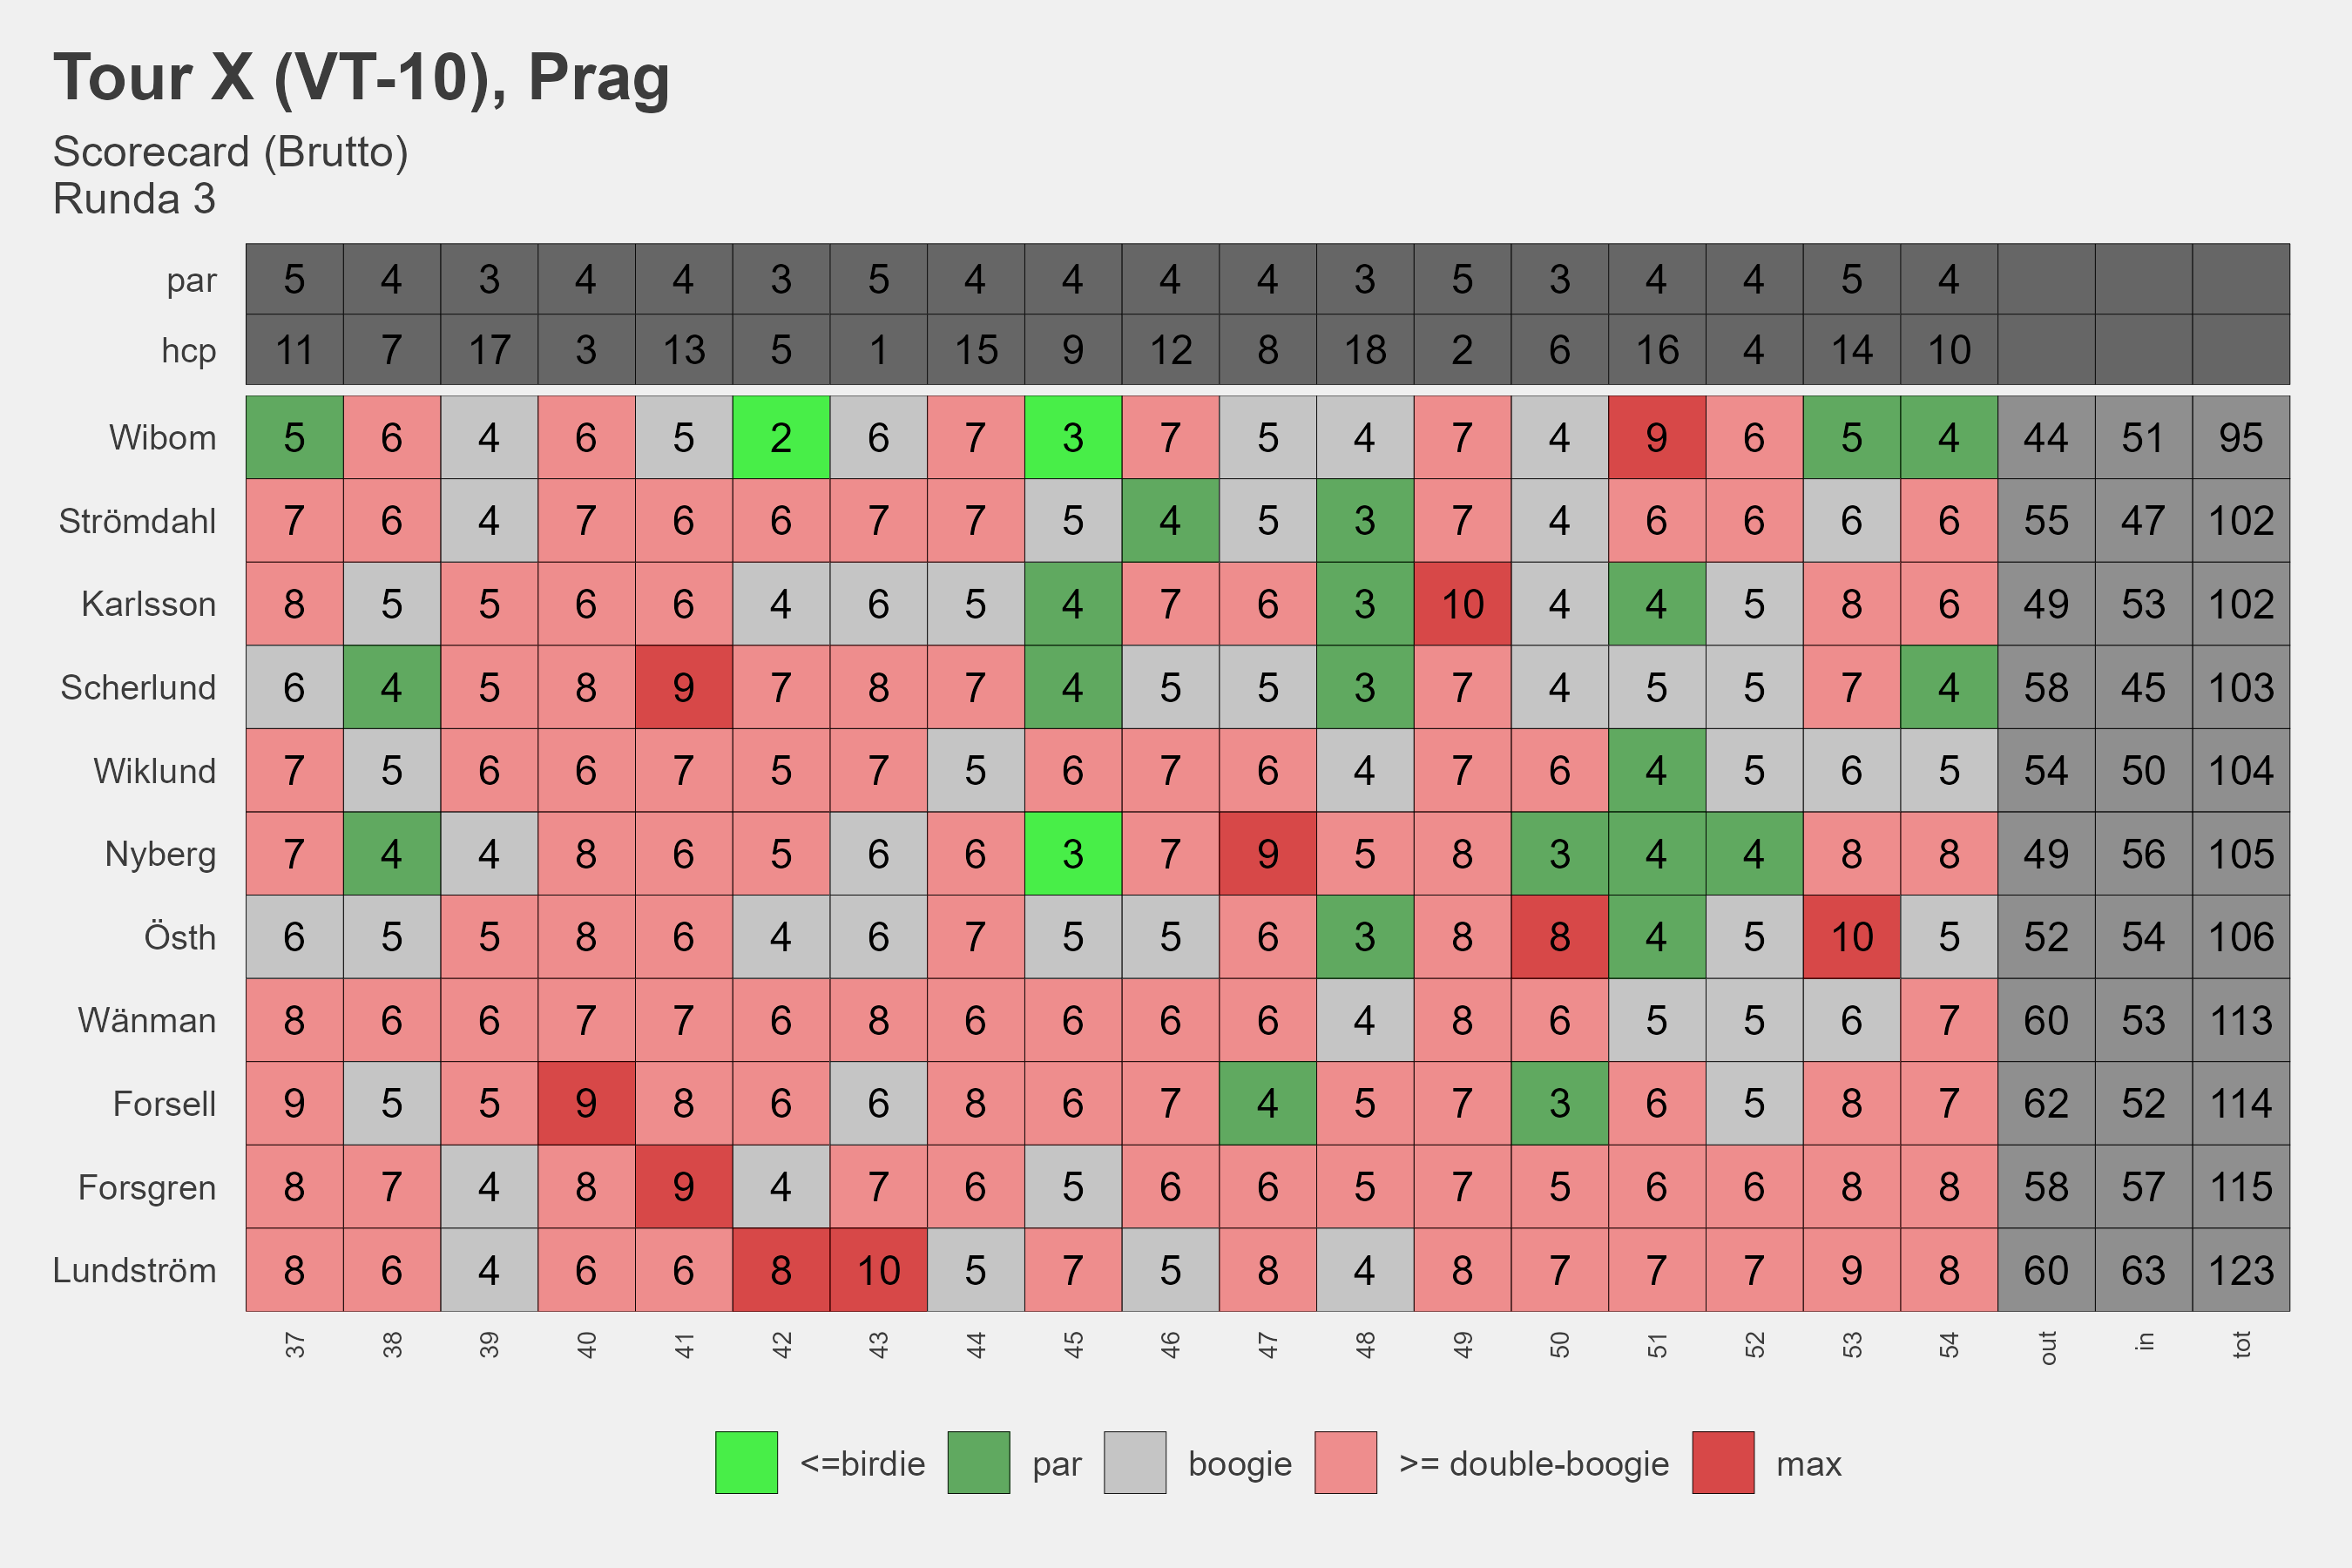 Tour X (VT-10), Prag
Scorecard (Brutto)
Runda 3
par 5 4 3 4 4 3 5 4 4 4 4 3 5 3 4 4 5 4
hcp 11 7 17 3 13 5 1 15 9 12 8 18 2 6 16 4 14 10
Wibom 5 6 4 6 5 2 6 7 3 7 5 4 7 4 9 6 5 4 44 51 95
Strömdahl 7 6 4 7 6 6 7 7 5 4 5 3 7 4 6 6 6 6 55 47 102
Karlsson 8 5 5 6 6 4 6 5 4 7 6 3 10 4 4 5 8 6 49 53 102
Scherlund 6 4 5 8 9 7 8 7 4 5 5 3 7 4 5 5 7 4 58 45 103
Wiklund 7 5 6 6 7 5 7 5 6 7 6 4 7 6 4 5 6 5 54 50 104
Nyberg 7 4 4 8 6 5 6 6 3 7 9 5 8 3 4 4 8 8 49 56 105
Östh 6 5 5 8 6 4 6 7 5 5 6 3 8 8 4 5 10 5 52 54 106
Wänman 8 6 6 7 7 6 8 6 6 6 6 4 8 6 5 5 6 7 60 53 113
Forsell 9 5 5 9 8 6 6 8 6 7 4 5 7 3 6 5 8 7 62 52 114
Forsgren 8 7 4 8 9 4 7 6 5 6 6 5 7 5 6 6 8 8 58 57 115
Lundström 8 6 4 6 6 8 10 5 7 5 8 4 8 7 7 7 9 8 60 63 123
37 38 39 40 41 42 43 44 45 46 47 48 49 50 51 52 53 54 out in tot
<=birdie par boogie >= double-boogie max